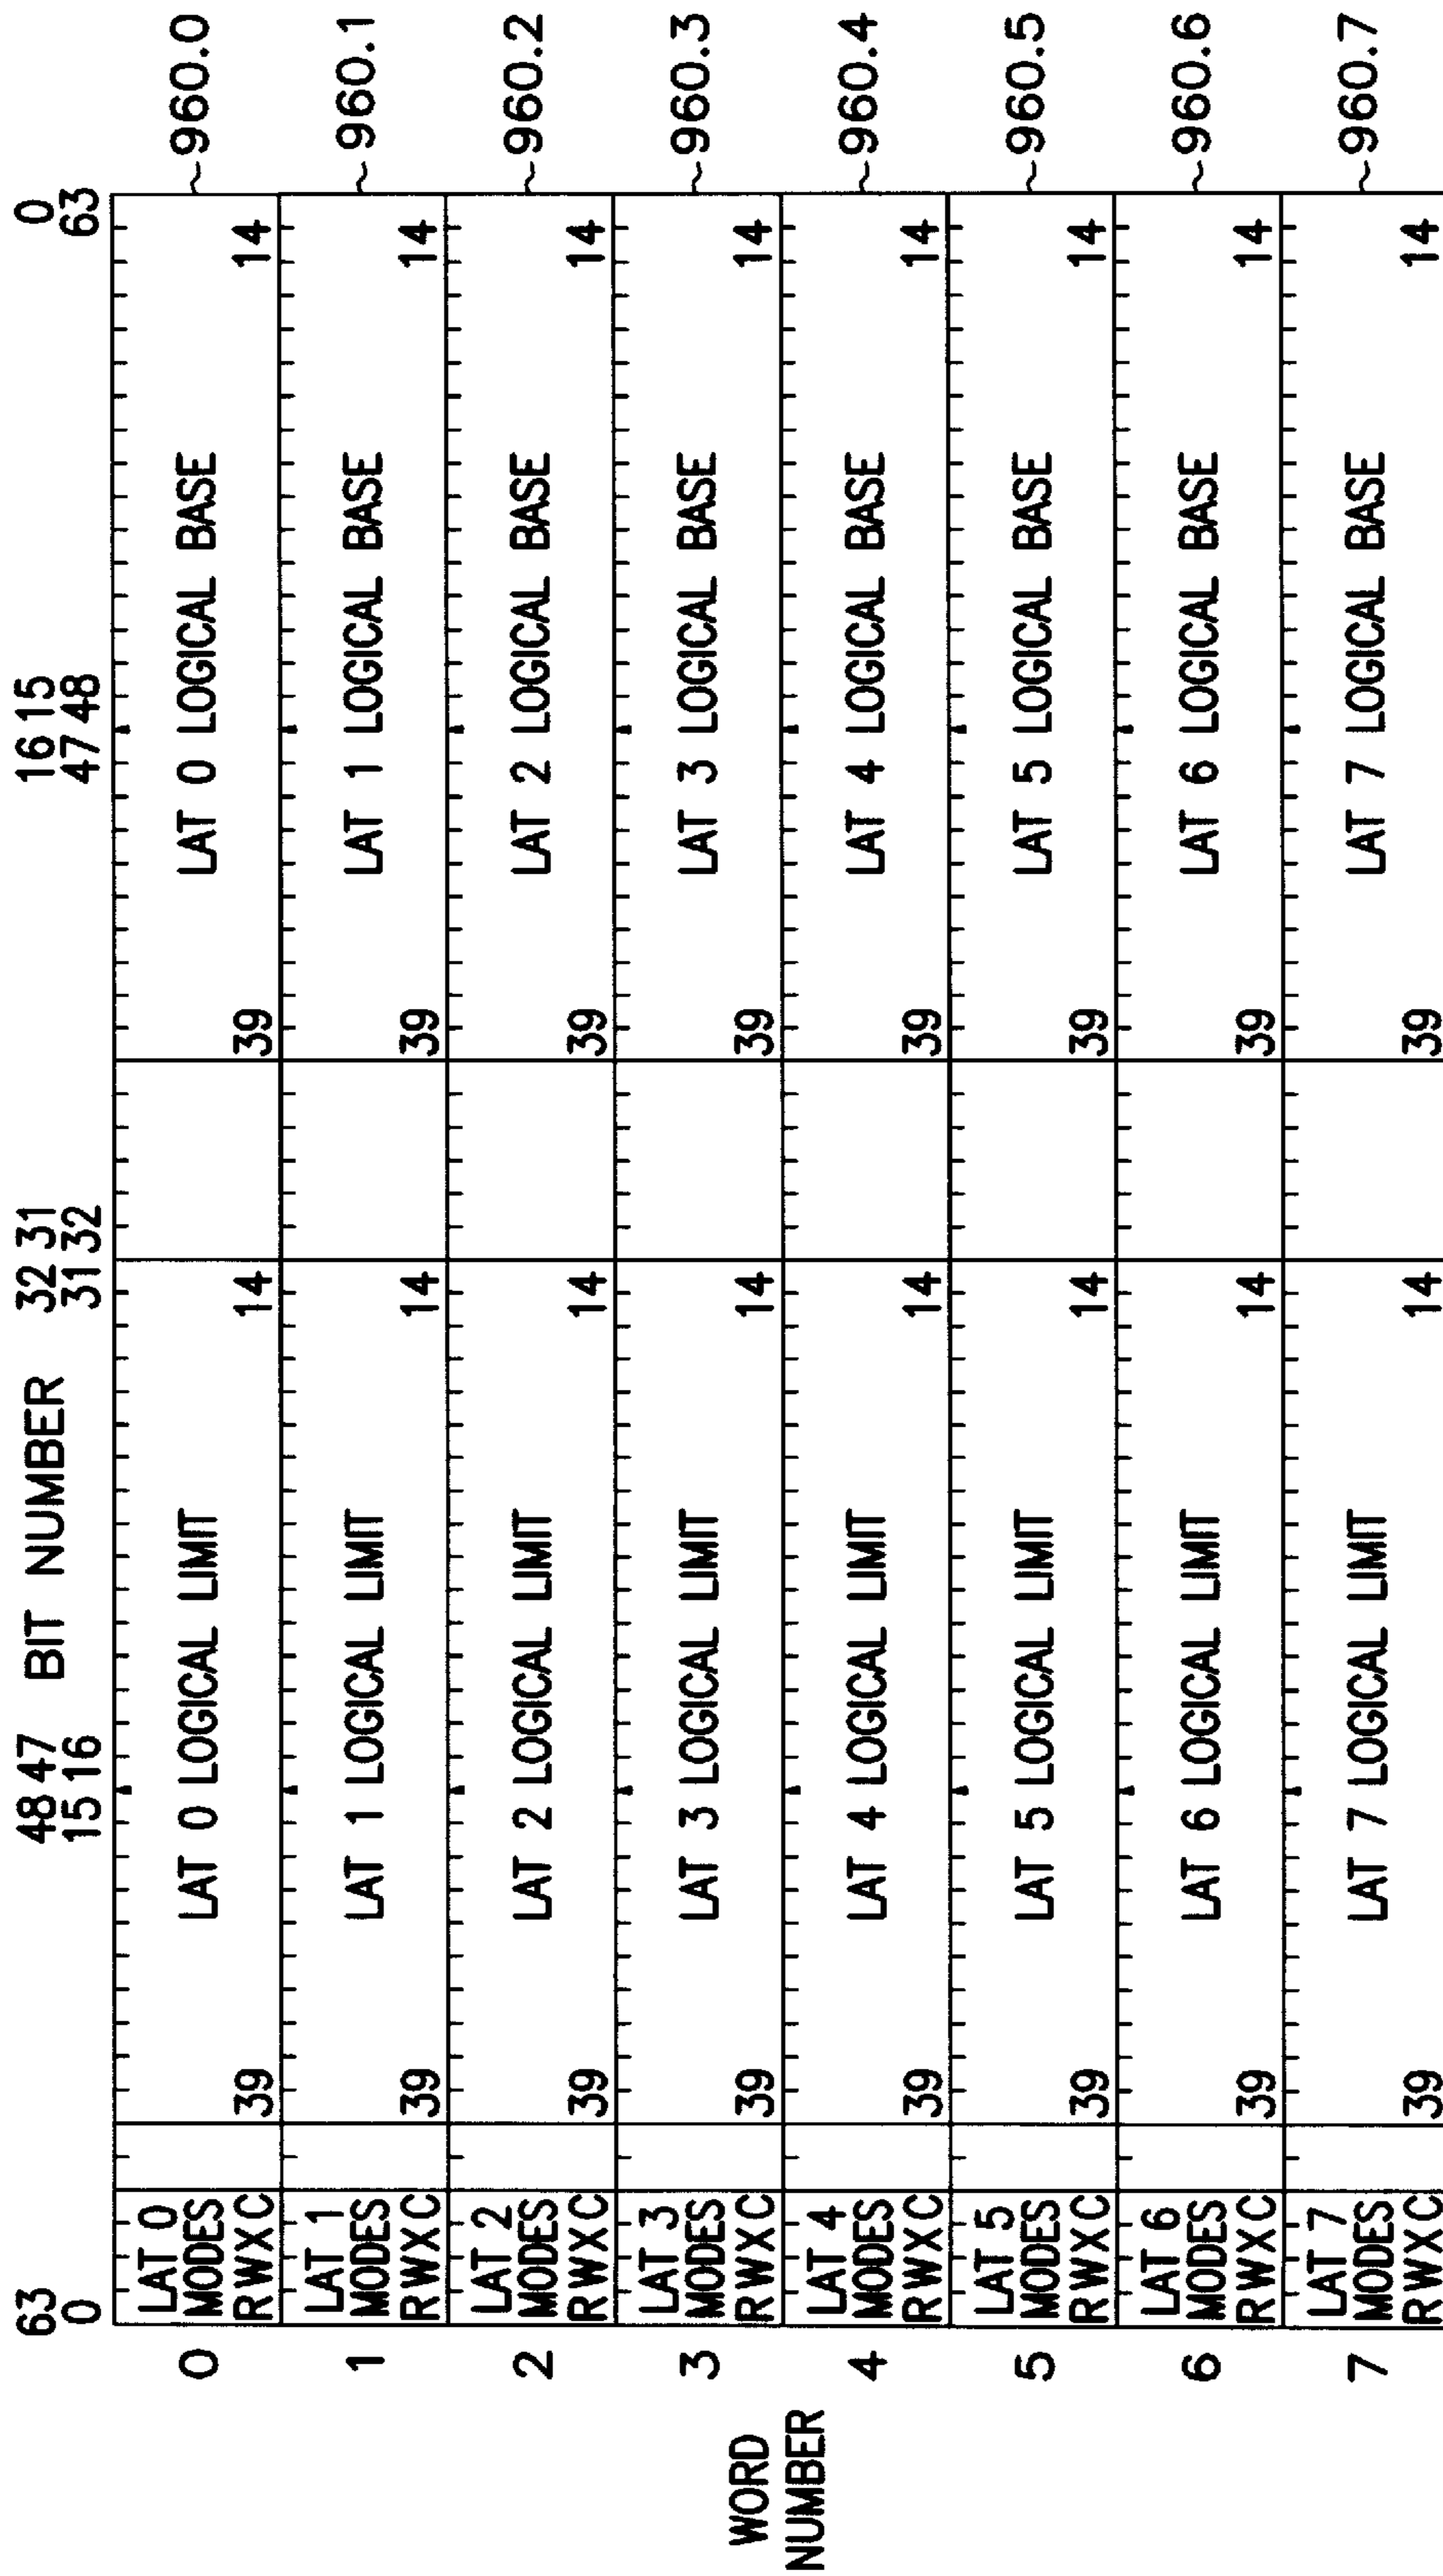 63 48 47 BIT NUMBER 32 31 16 15 0
0 15 16 31 32 47 48 63
WORD
NUMBER
0 LAT 0 LAT 0 LOGICAL LIMIT LAT 0 LOGICAL BASE 960.0
MODES
R W X C 39 14 39 14
1 LAT 1 LAT 1 LOGICAL LIMIT LAT 1 LOGICAL BASE 960.1
MODES
R W X C 39 14 39 14
2 LAT 2 LAT 2 LOGICAL LIMIT LAT 2 LOGICAL BASE 960.2
MODES
R W X C 39 14 39 14
3 LAT 3 LAT 3 LOGICAL LIMIT LAT 3 LOGICAL BASE 960.3
MODES
R W X C 39 14 39 14
4 LAT 4 LAT 4 LOGICAL LIMIT LAT 4 LOGICAL BASE 960.4
MODES
R W X C 39 14 39 14
5 LAT 5 LAT 5 LOGICAL LIMIT LAT 5 LOGICAL BASE 960.5
MODES
R W X C 39 14 39 14
6 LAT 6 LAT 6 LOGICAL LIMIT LAT 6 LOGICAL BASE 960.6
MODES
R W X C 39 14 39 14
7 LAT 7 LAT 7 LOGICAL LIMIT LAT 7 LOGICAL BASE 960.7
MODES
R W X C 39 14 39 14